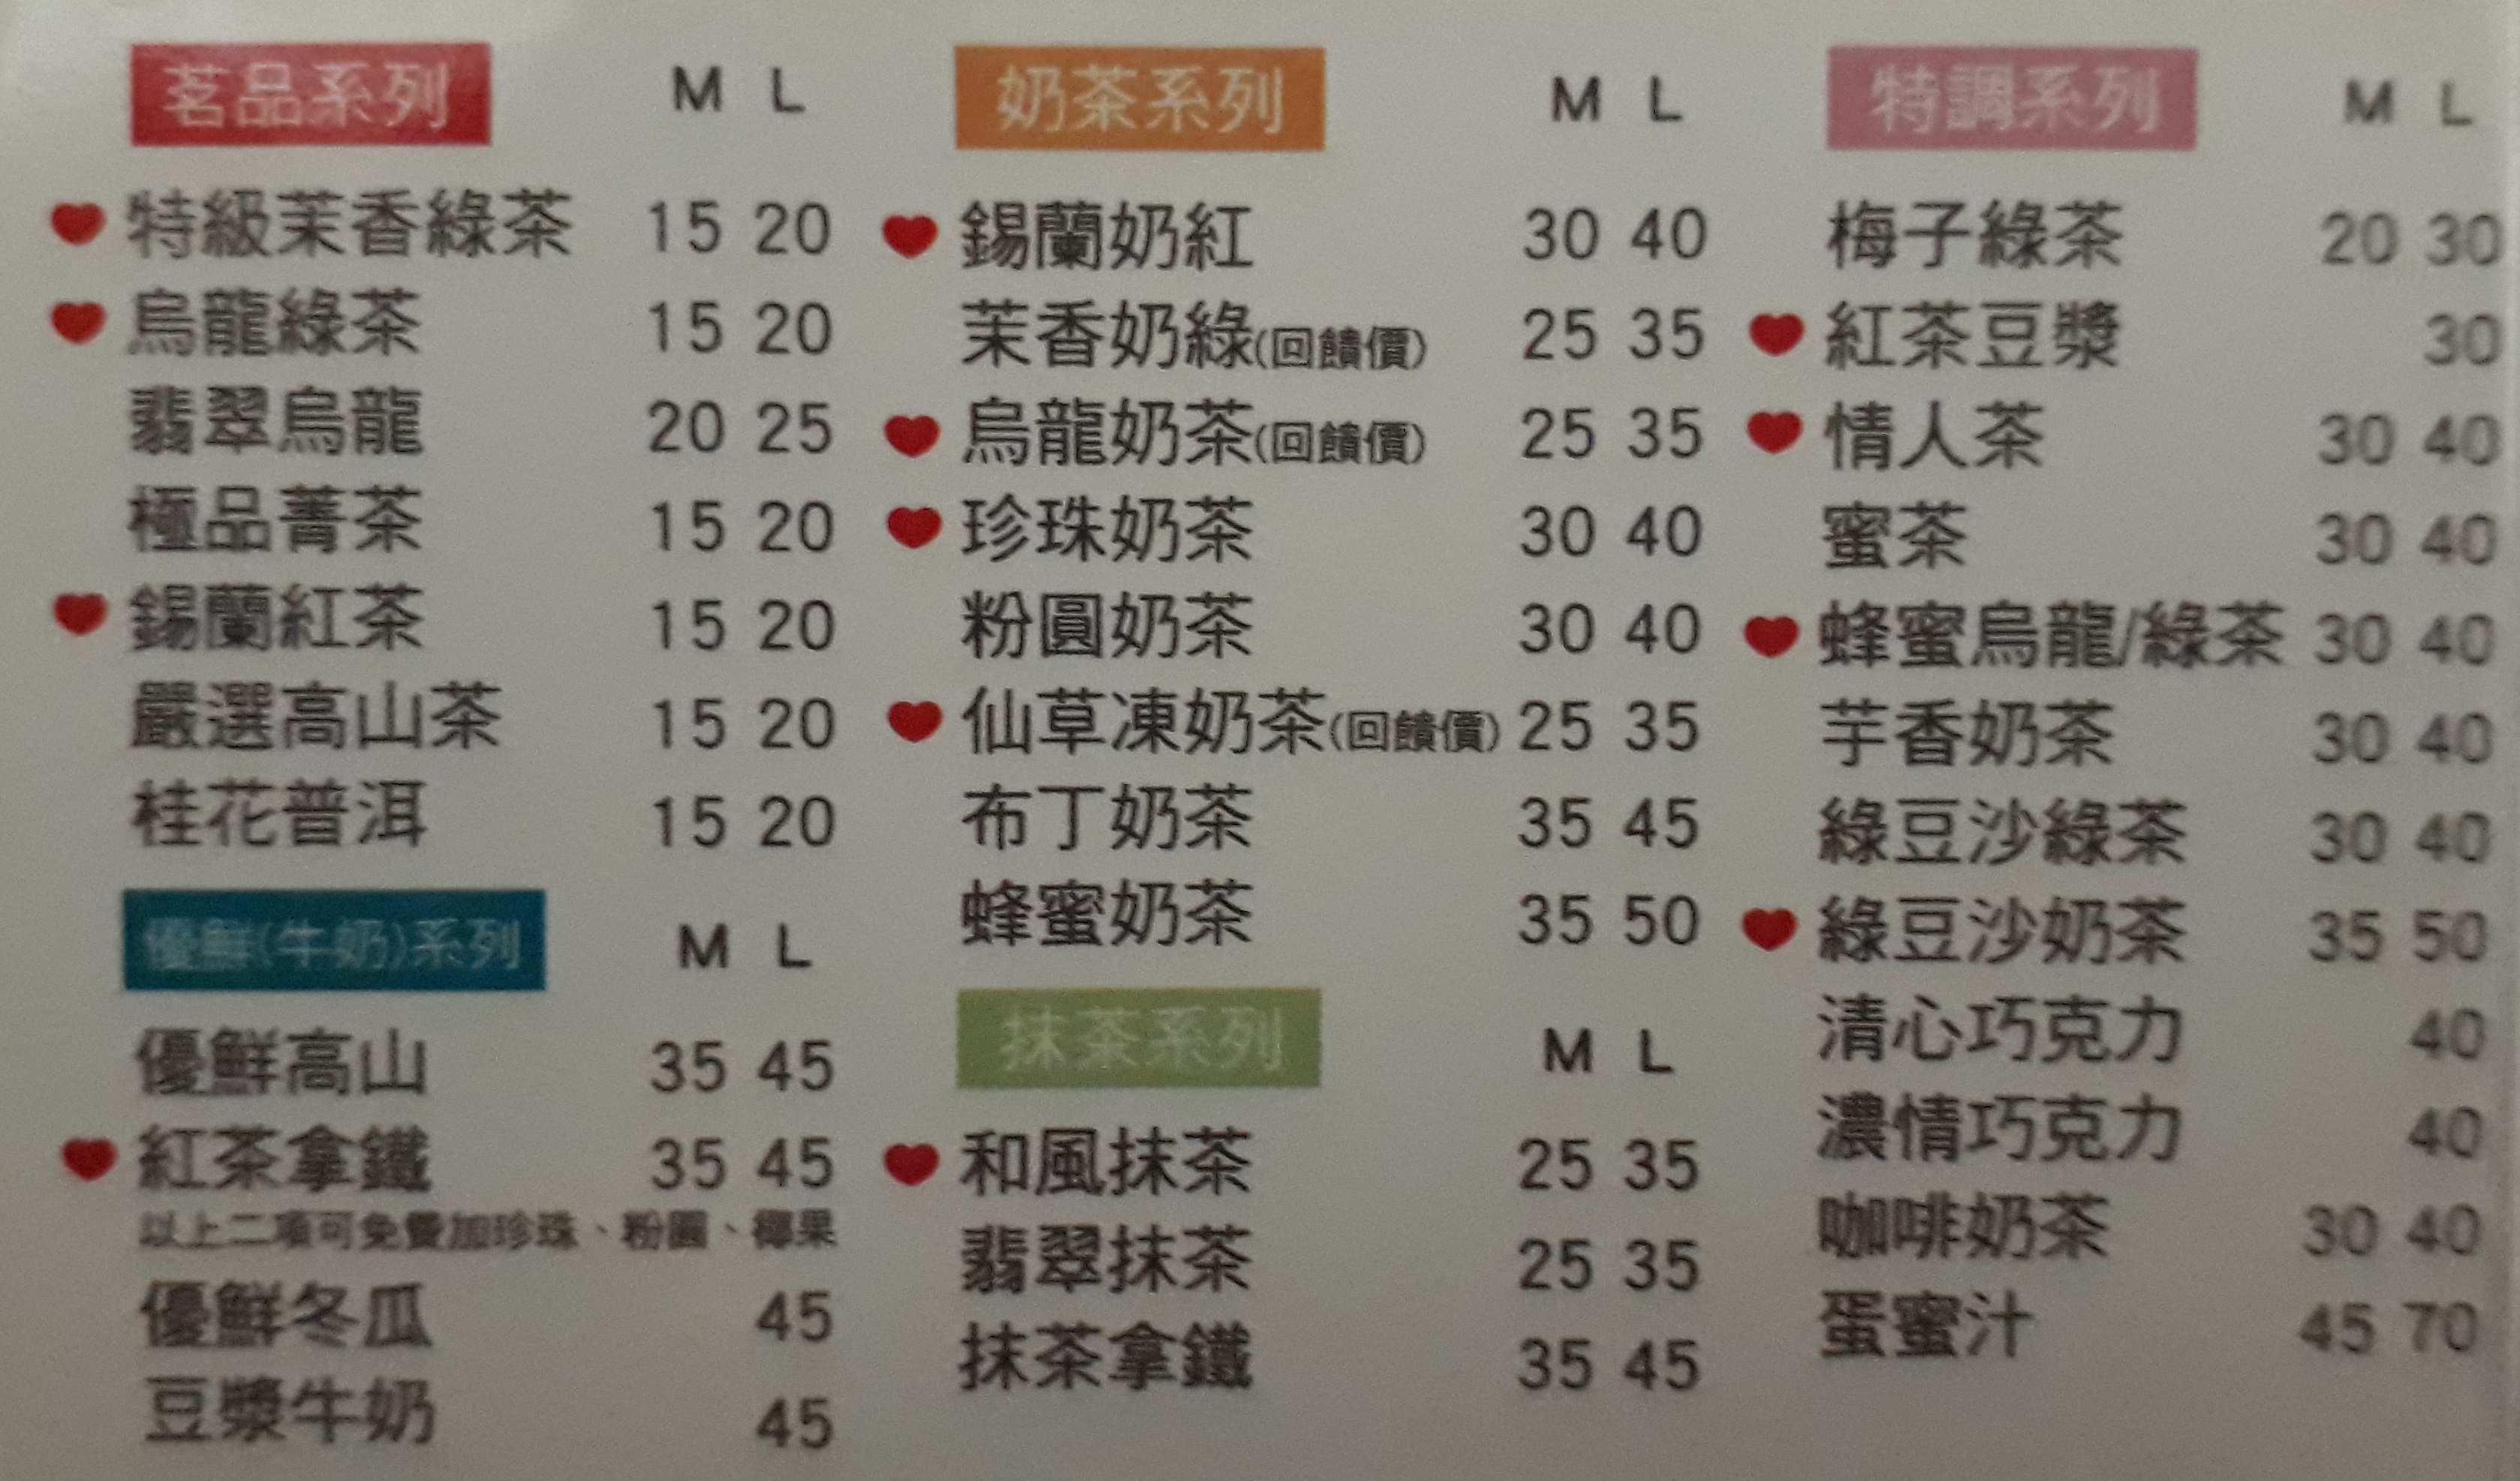 茗品系列 M L
特級茉香綠茶 15 20
烏龍綠茶 15 20
翡翠烏龍 20 25
極品菁茶 15 20
錫蘭紅茶 15 20
嚴選高山茶 15 20
桂花普洱 15 20
優鮮(牛奶)系列 M L
優鮮高山 35 45
紅茶拿鐵 35 45
以上二項可免費加珍珠、粉圓、椰果
優鮮冬瓜 45
豆漿牛奶 45
奶茶系列 M L
錫蘭奶紅 30 40
茉香奶綠(回饋價) 25 35
烏龍奶茶(回饋價) 25 35
珍珠奶茶 30 40
粉圓奶茶 30 40
仙草凍奶茶(回饋價) 25 35
布丁奶茶 35 45
蜂蜜奶茶 35 50
抹茶系列 M L
和風抹茶 25 35
翡翠抹茶 25 35
抹茶拿鐵 35 45
特調系列 M L
梅子綠茶 20 30
紅茶豆漿 30
情人茶 30 40
蜜茶 30 40
蜂蜜烏龍/綠茶 30 40
芋香奶茶 30 40
綠豆沙綠茶 30 40
綠豆沙奶茶 35 50
清心巧克力 40
濃情巧克力 40
咖啡奶茶 30 40
蛋蜜汁 45 70